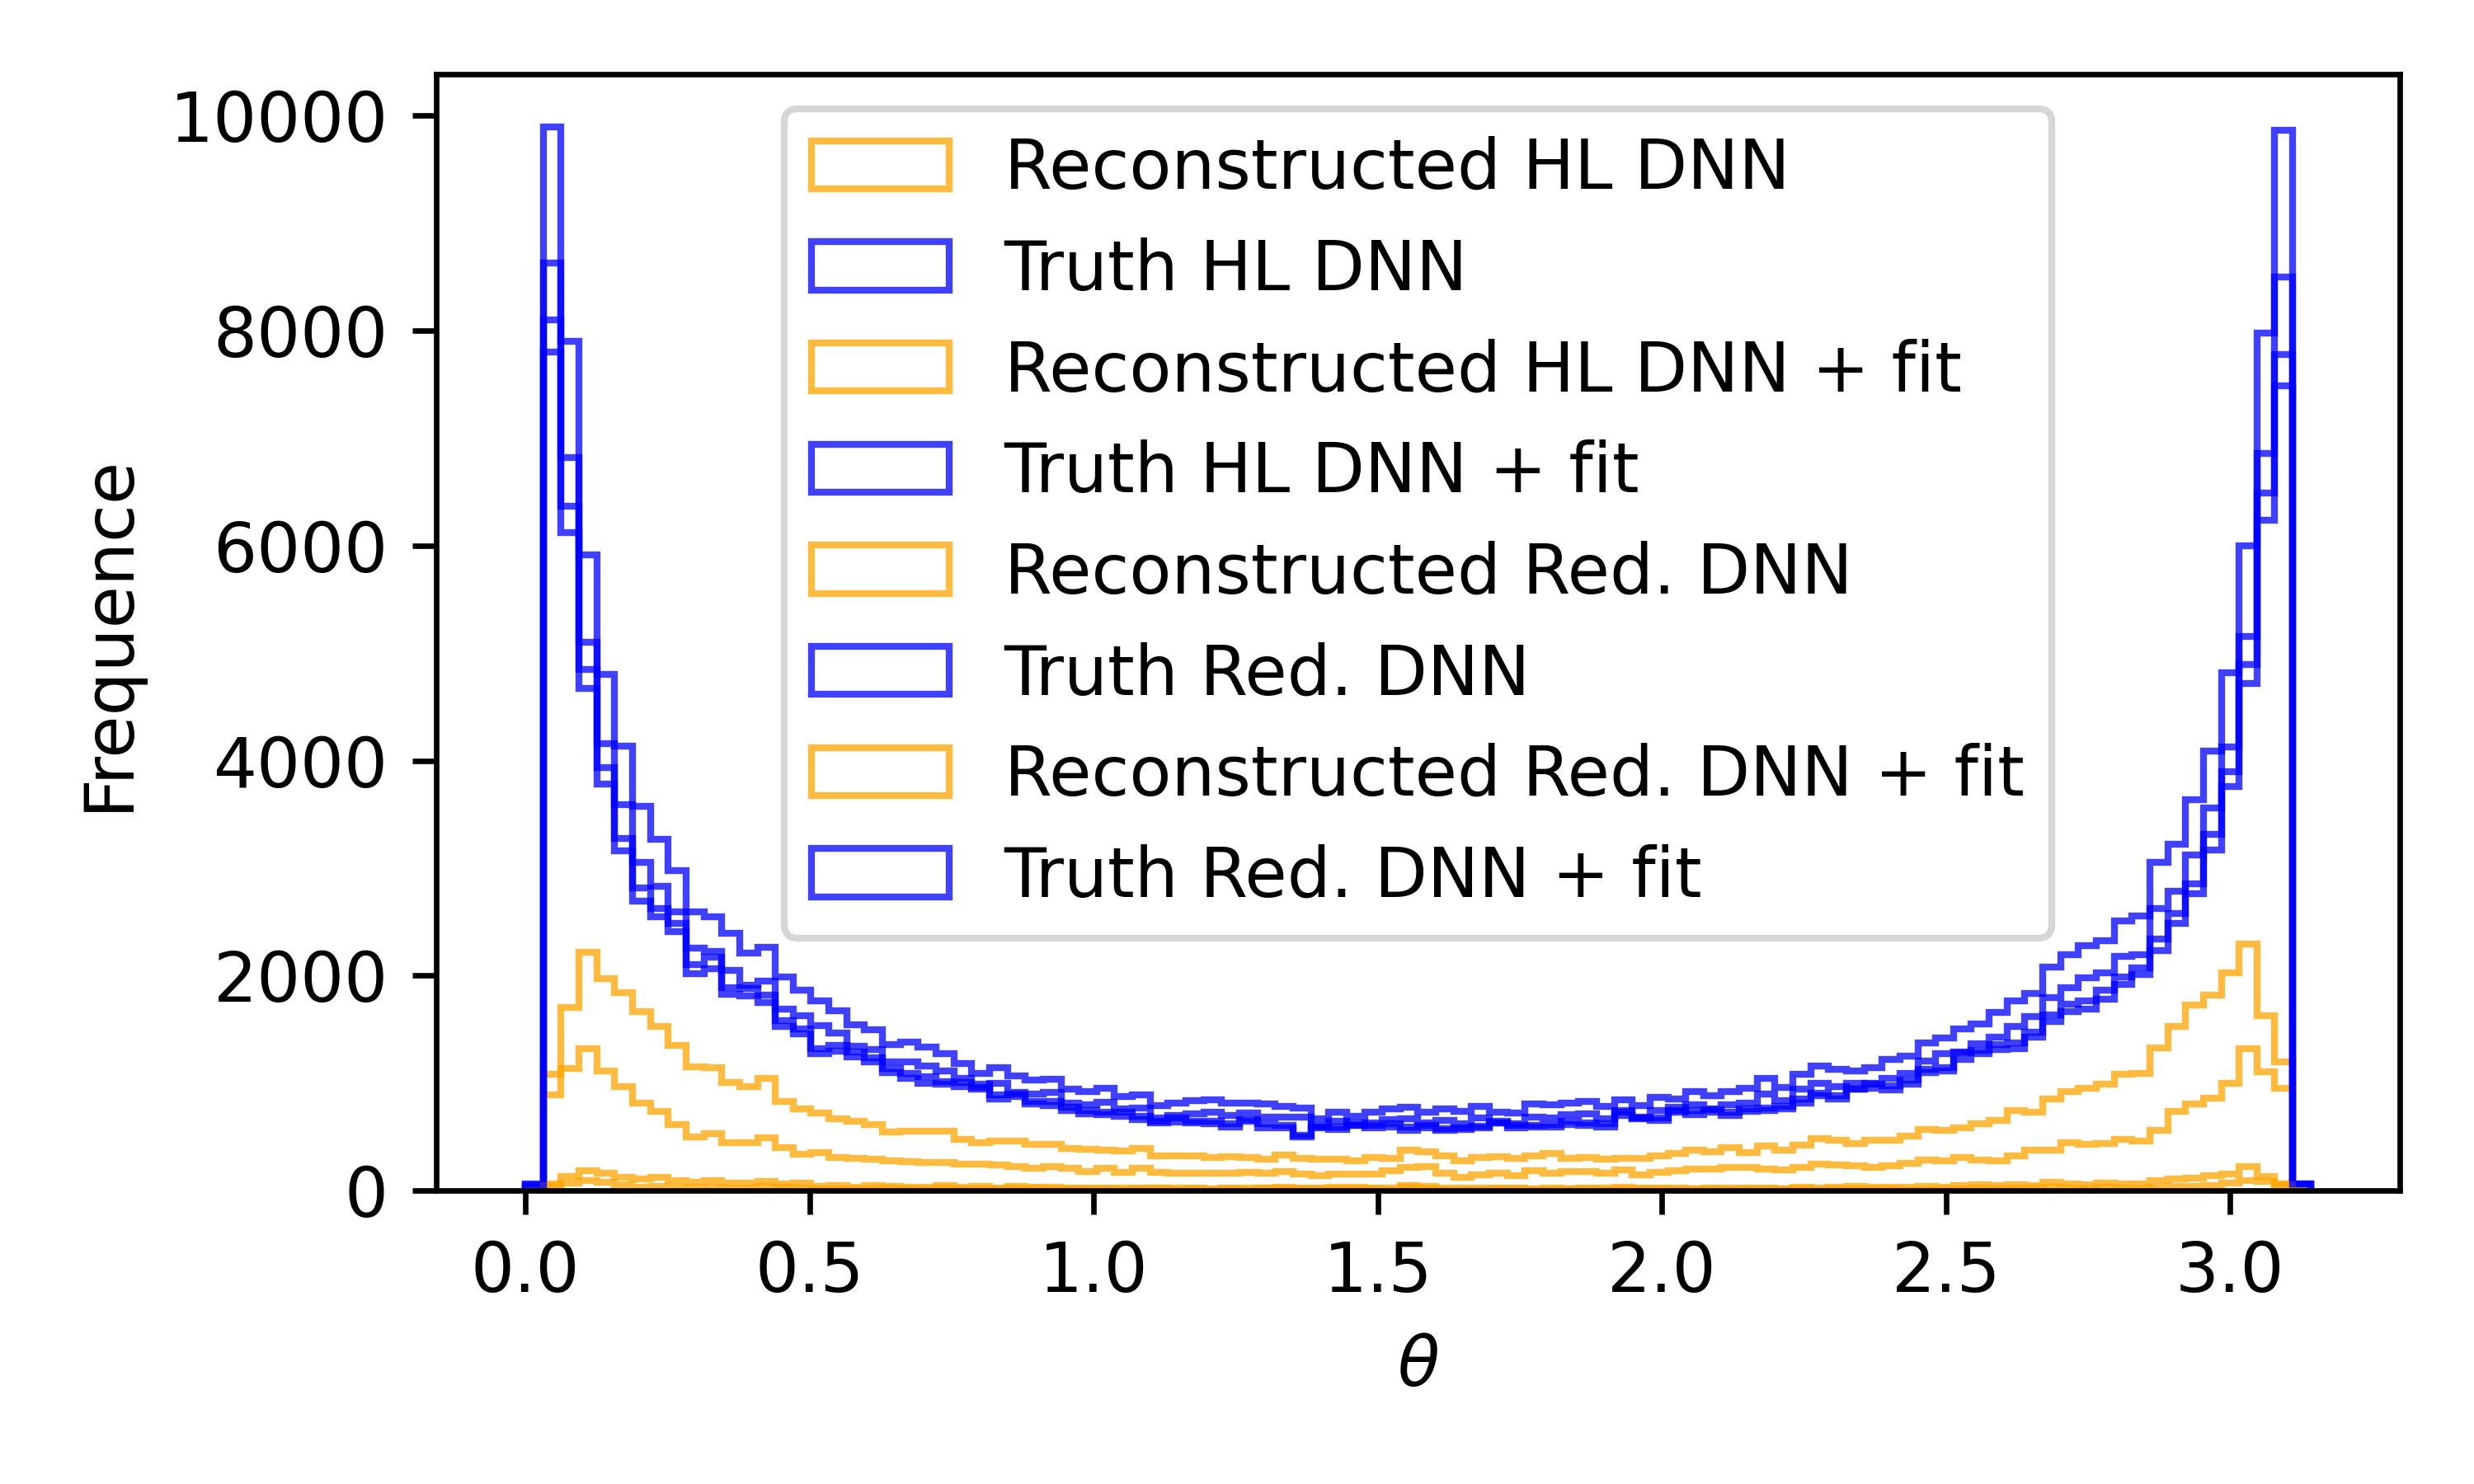 10000
8000
6000
4000
2000
0
Frequence
Reconstructed HL DNN
Truth HL DNN
Reconstructed HL DNN + fit
Truth HL DNN + fit
Reconstructed Red. DNN
Truth Red. DNN
Reconstructed Red. DNN + fit
Truth Red. DNN + fit
0.0 0.5 1.0 1.5 2.0 2.5 3.0
θ